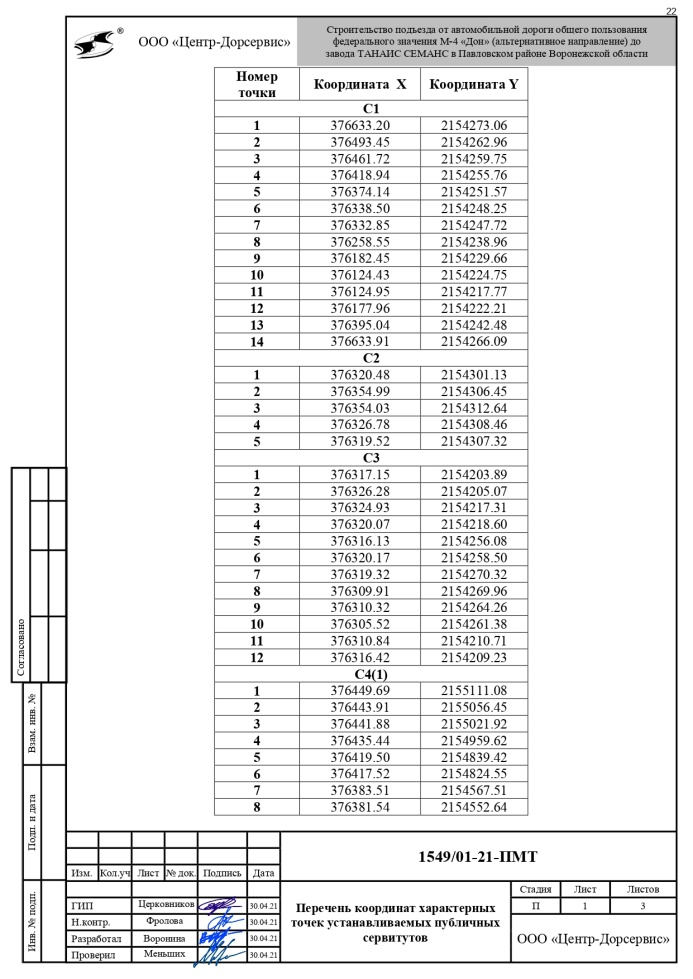 22
®
ООО «Центр-Дорсервис»
Строительство подъезда от автомобильной дороги общего пользования
федерального значения М-4 «Дон» (альтернативное направление) до
завода ТАНАИС СЕМАНС в Павловском районе Воронежской области
Номер точки Координата X Координата Y
С1
1 376633.20 2154273.06
2 376493.45 2154262.96
3 376461.72 2154259.75
4 376418.94 2154255.76
5 376374.14 2154251.57
6 376338.50 2154248.25
7 376332.85 2154247.72
8 376258.55 2154238.96
9 376182.45 2154229.66
10 376124.43 2154224.75
11 376124.95 2154217.77
12 376177.96 2154222.21
13 376395.04 2154242.48
14 376633.91 2154266.09
С2
1 376320.48 2154301.13
2 376354.99 2154306.45
3 376354.03 2154312.64
4 376326.78 2154308.46
5 376319.52 2154307.32
С3
1 376317.15 2154203.89
2 376326.28 2154205.07
3 376324.93 2154217.31
4 376320.07 2154218.60
5 376316.13 2154256.08
6 376320.17 2154258.50
7 376319.32 2154270.32
8 376309.91 2154269.96
9 376310.32 2154264.26
10 376305.52 2154261.38
11 376310.84 2154210.71
12 376316.42 2154209.23
С4(1)
1 376449.69 2155111.08
2 376443.91 2155056.45
3 376441.88 2155021.92
4 376435.44 2154959.62
5 376419.50 2154839.42
6 376417.52 2154824.55
7 376383.51 2154567.51
8 376381.54 2154552.64
Согласовано
Взам. инв. №
Подп. и дата
Инв. № подп.
1549/01-21-ПМТ
Изм. Кол.уч Лист № док. Подпись Дата
ГИП Церковников 30.04.21
Н.контр. Фролова 30.04.21
Разработал Воронина 30.04.21
Проверил Меньших 30.04.21
Перечень координат характерных
точек устанавливаемых публичных
сервитутов
Стадия Лист Листов
П 1 3
ООО «Центр-Дорсервис»